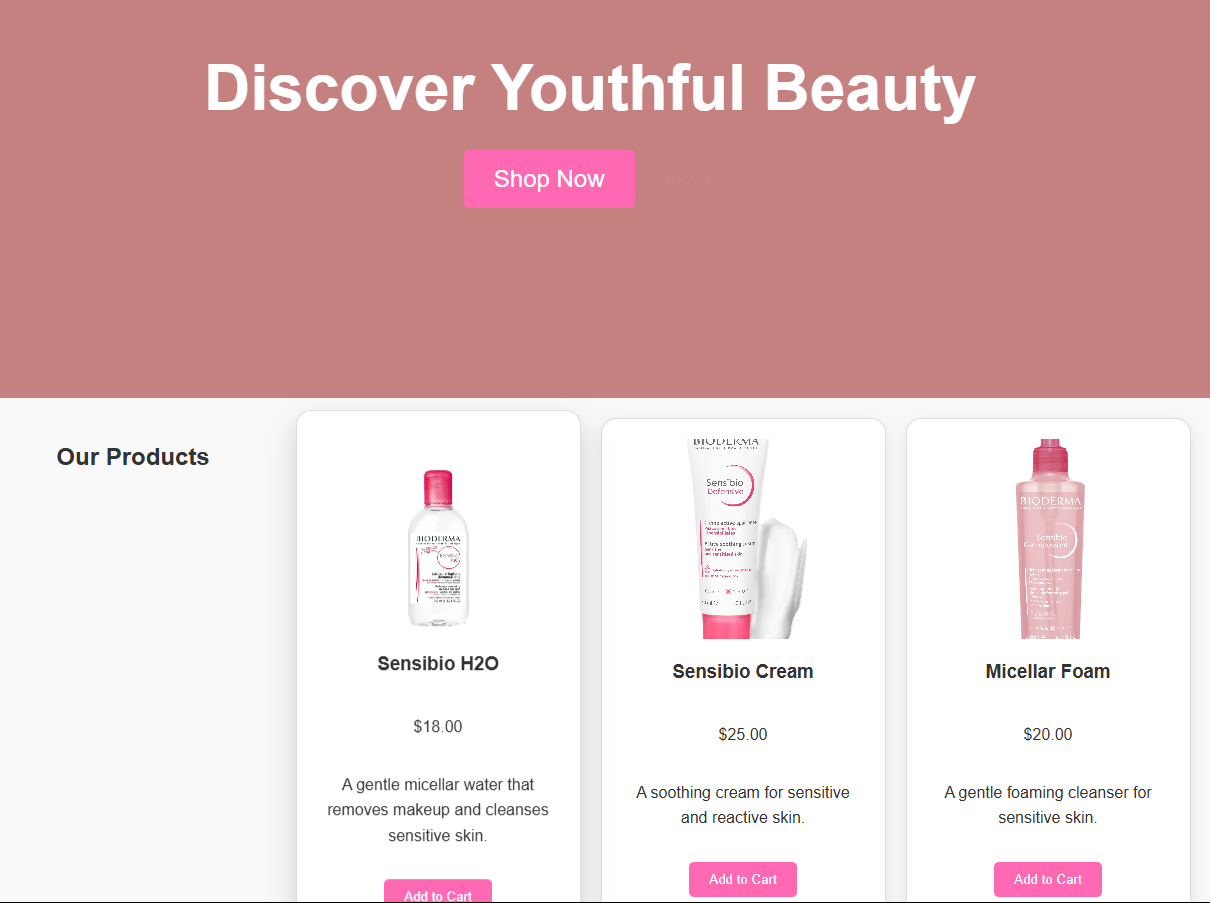 Discover Youthful Beauty
Shop Now
About
Our Products
BIODERMA
Sensibio
H2O
Sensibio H2O
$18.00
A gentle micellar water that
removes makeup and cleanses
sensitive skin.
Add to Cart
BIODERMA
Sensibio
Defensive
Sensibio Cream
$25.00
A soothing cream for sensitive
and reactive skin.
Add to Cart
BIODERMA
Sensibio
Micellar Foam
$20.00
A gentle foaming cleanser for
sensitive skin.
Add to Cart